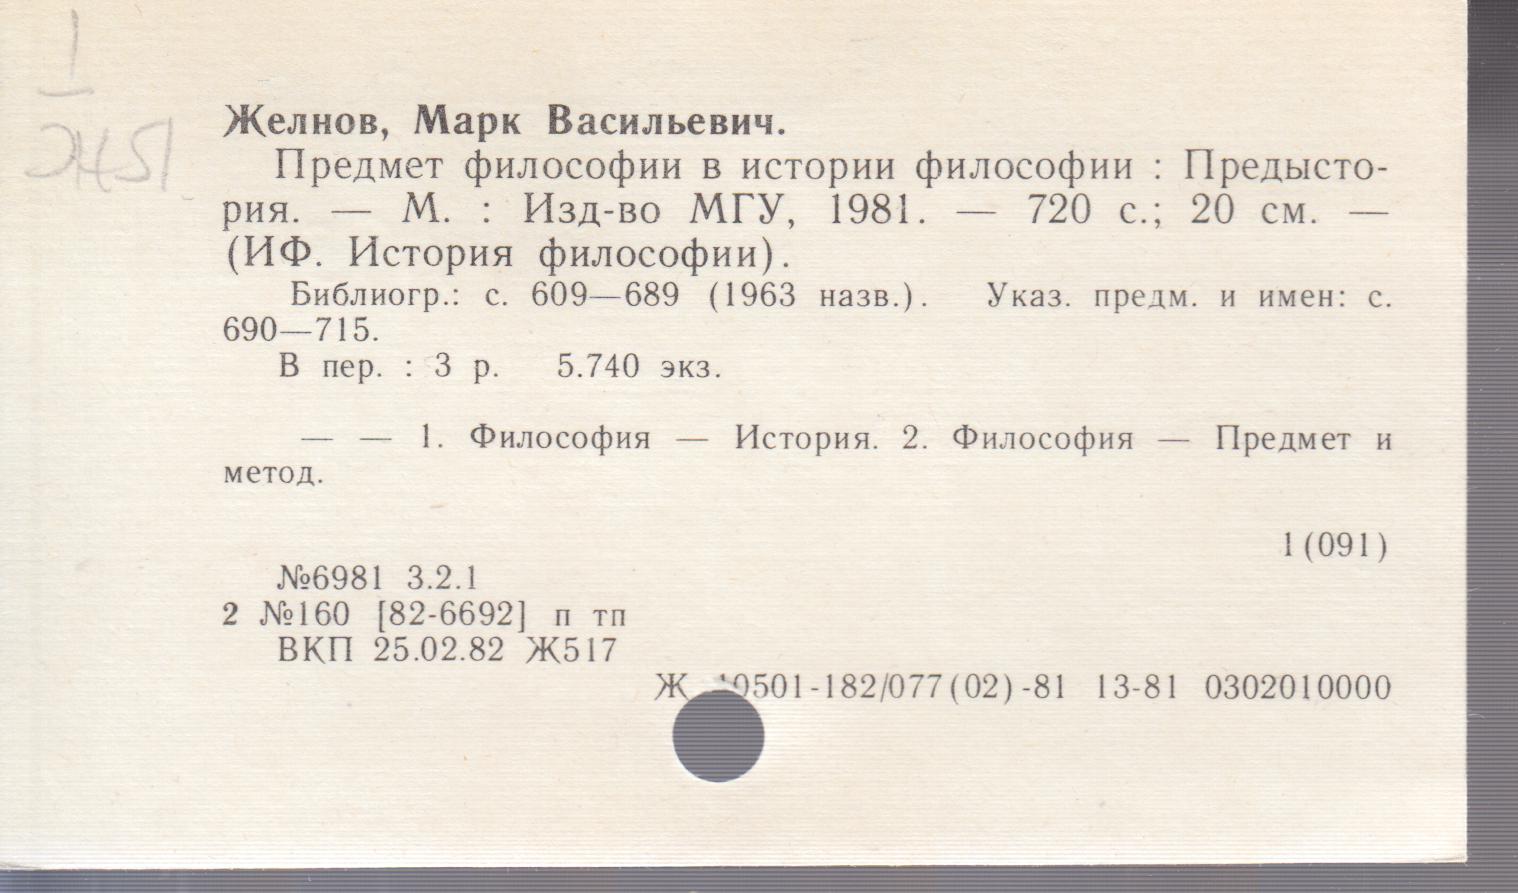 1
Желнов, Марк Васильевич.
Предмет философии в истории философии : Предысто-
рия. — М. : Изд-во МГУ, 1981. — 720 с.; 20 см. —
(ИФ. История философии).
Библиогр.: с. 609—689 (1963 назв.). Указ. предм. и имен: с.
690—715.
В пер. : 3 р. 5.740 экз.
— — 1. Философия — История. 2. Философия — Предмет и
метод.
1(091)
№6981 3.2.1
2 №160 [82-6692] п тп
ВКП 25.02.82 Ж517
Ж 10501-182/077(02)-81 13-81 0302010000